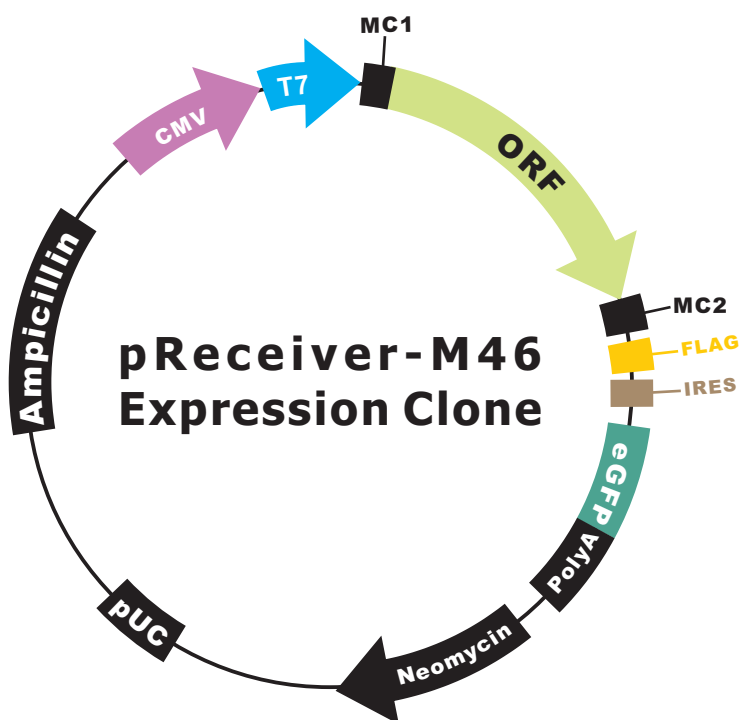 MC1
T7
CMV
ORF
MC2
FLAG
IRES
eGFP
PolyA
Neomycin
pUC
Ampicillin
pReceiver-M46
Expression Clone